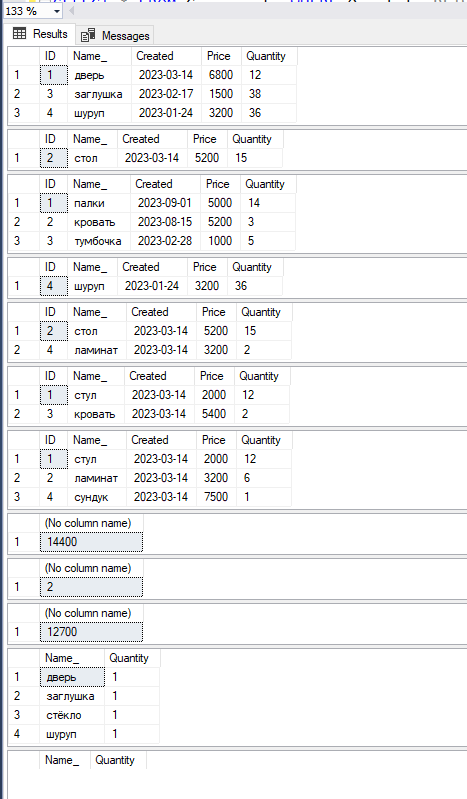 133 %
Results Messages
ID Name_ Created Price Quantity
1 1 дверь 2023-03-14 6800 12
2 3 заглушка 2023-02-17 1500 38
3 4 шуруп 2023-01-24 3200 36
ID Name_ Created Price Quantity
1 2 стол 2023-03-14 5200 15
ID Name_ Created Price Quantity
1 1 палки 2023-09-01 5000 14
2 2 кровать 2023-08-15 5200 3
3 3 тумбочка 2023-02-28 1000 5
ID Name_ Created Price Quantity
1 4 шуруп 2023-01-24 3200 36
ID Name_ Created Price Quantity
1 2 стол 2023-03-14 5200 15
2 4 ламинат 2023-03-14 3200 2
ID Name_ Created Price Quantity
1 1 стул 2023-03-14 2000 12
2 3 кровать 2023-03-14 5400 2
ID Name_ Created Price Quantity
1 1 стул 2023-03-14 2000 12
2 2 ламинат 2023-03-14 3200 6
3 4 сундук 2023-03-14 7500 1
(No column name)
1 14400
(No column name)
1 2
(No column name)
1 12700
Name_ Quantity
1 дверь 1
2 заглушка 1
3 стёкло 1
4 шуруп 1
Name_ Quantity